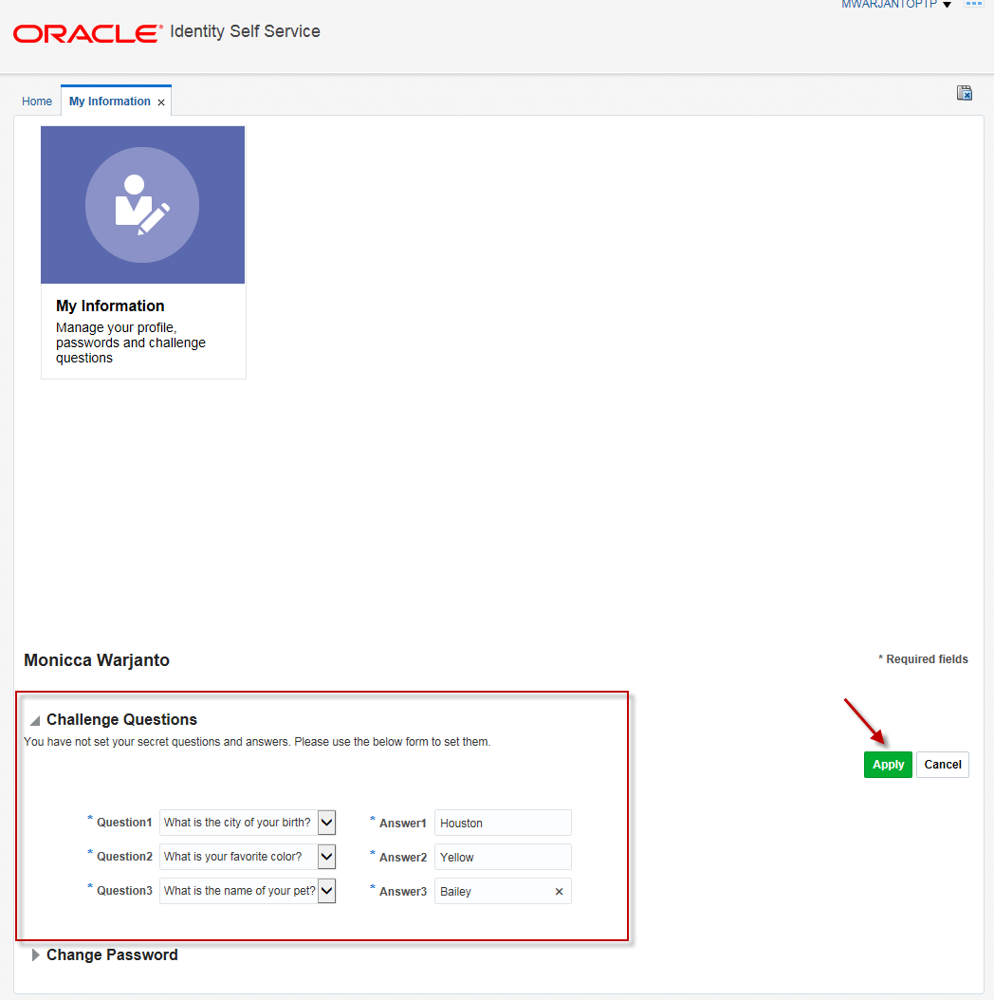 MWARJANTOPTP
ORACLE Identity Self Service
Home My Information
My Information
Manage your profile,
passwords and challenge
questions
Monicca Warjanto * Required fields
Challenge Questions
You have not set your secret questions and answers. Please use the below form to set them.
Apply Cancel
* Question1 What is the city of your birth? * Answer1 Houston
* Question2 What is your favorite color? * Answer2 Yellow
* Question3 What is the name of your pet? * Answer3 Bailey
Change Password